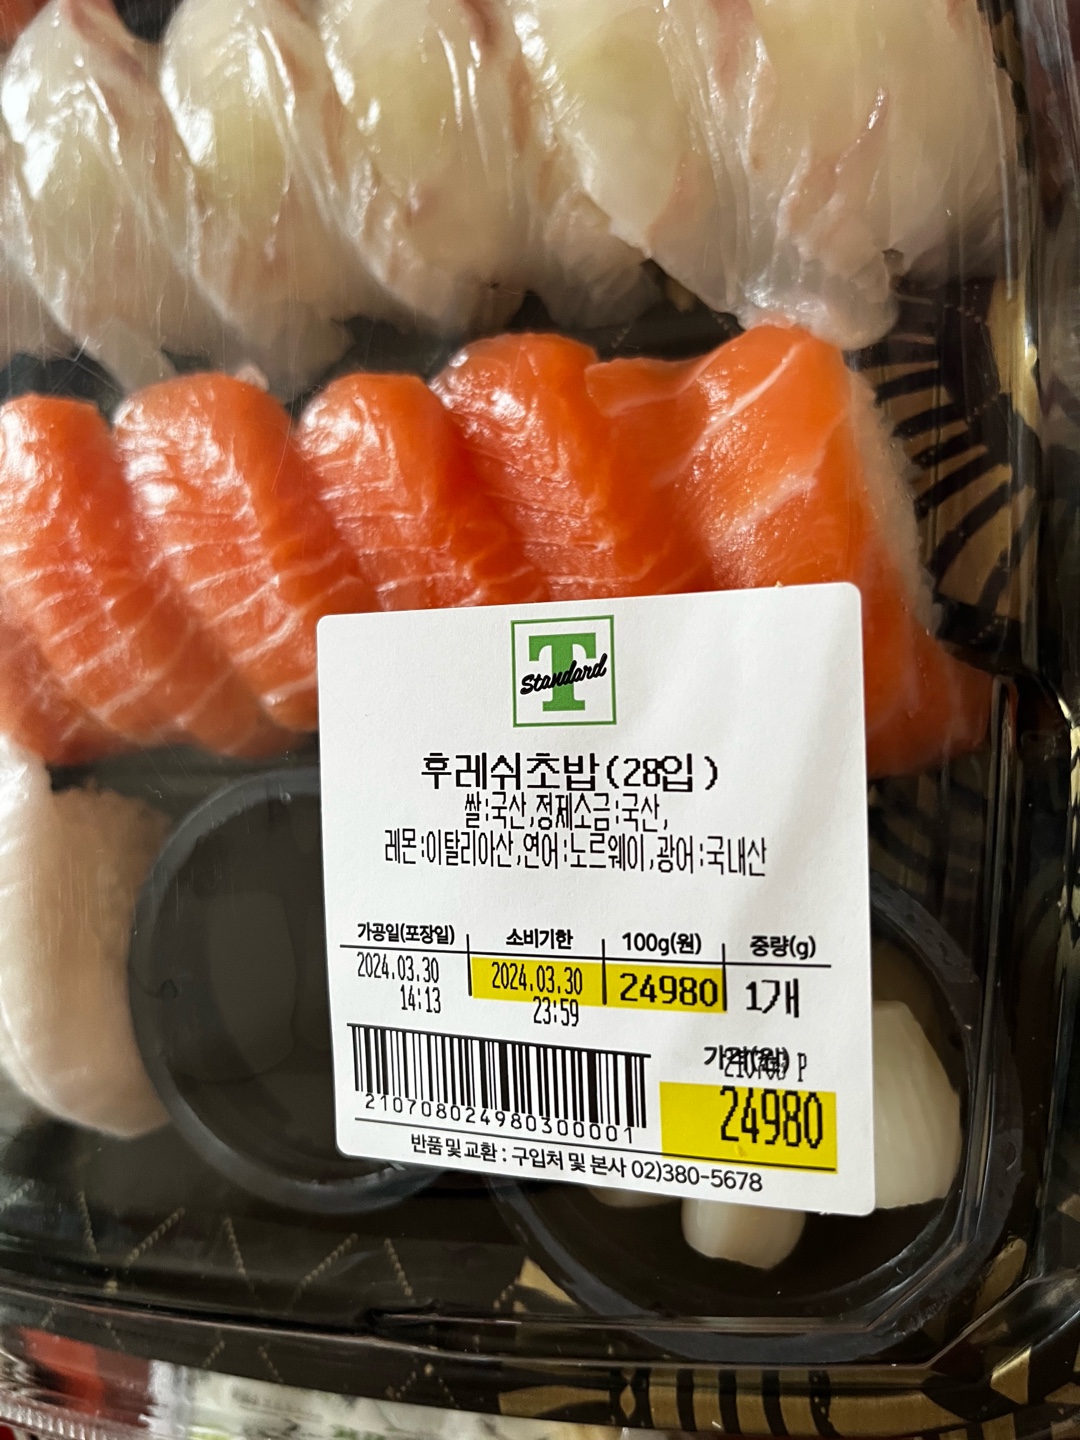 T
Standard
후레쉬초밥(28입 )
쌀:국산,정제소금:국산,
레몬:이탈리아산,연어:노르웨이,광어:국내산
가공일(포장일) 소비기한 100g(원) 중량(g)
2024.03.30 2024.03.30 24980 1개
14:13 23:59
가격(원) P
24980
210708024980300001
반품 및 교환 : 구입처 및 본사 02)380-5678